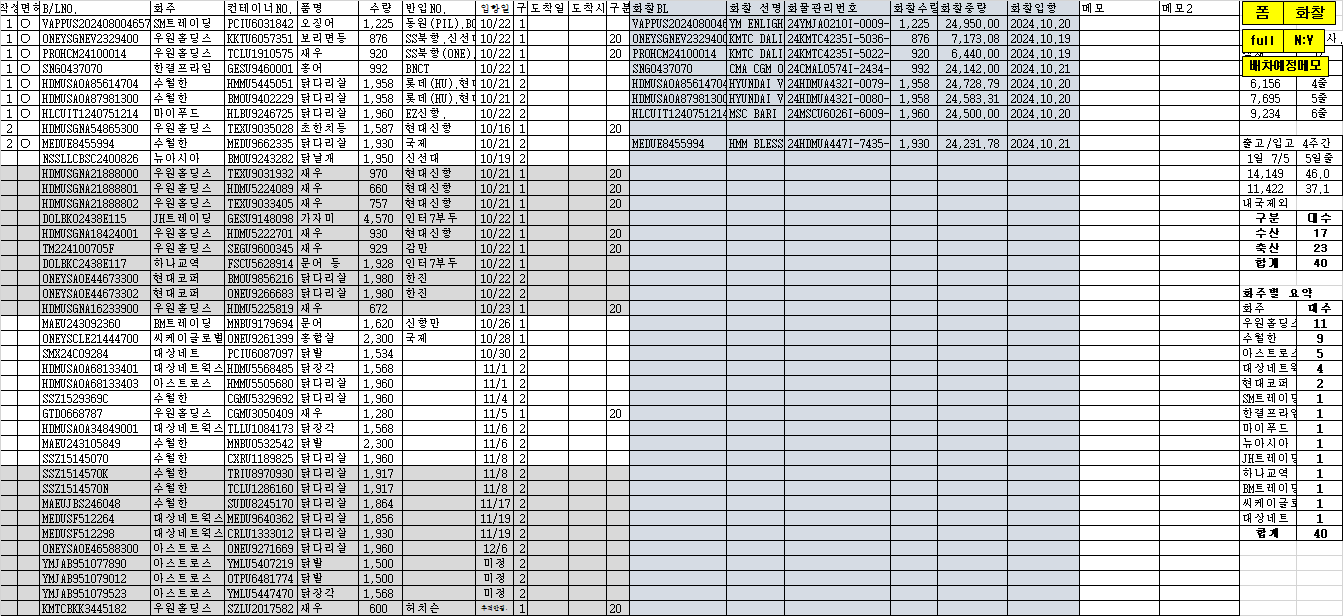 작성 면허 B/LNO. 화주 컨테이너NO. 품명 수량 반입NO. 입항일 구 도착일 도착시 구분 화찰BL 화찰 선명 화물관리번호 화찰수량 화찰중량 화찰입항 메모 메모2 폼 화찰
1 ○ VAPPUS202408004657 SM트레이딩 PCIU6031842 오징어 1,225 동원(PIL).BO 10/22 1 VAPPUS2024080046 YM ENLIGH 24YMJA0210I-0009- 1,225 24,950.00 2024.10.20
1 ○ ONEYSGNEV2329400 우원홀딩스 KKTU6057351 보리면등 876 SS북항.신선대 10/22 1 20 ONEYSGNEV2329400 KMTC DALI 24KMTC4235I-5036- 876 7,173.08 2024.10.19 full N:Y 사.
1 ○ PROHCM24100014 우원홀딩스 TCLU1910575 새우 920 SS북항(ONE) 10/22 1 20 PROHCM24100014 KMTC DALI 24KMTC4235I-5022- 920 6,440.00 2024.10.19
1 ○ SNG0437070 한결프라임 GESU9460001 홍어 992 BNCT 10/22 1 SNG0437070 CMA CGM O 24CMAL0574I-2434- 992 24,142.00 2024.10.21 배차예정메모
1 ○ HDMUSAOA85614704 수월한 HMMU5445051 닭다리살 1,958 롯데(HU).현대 10/21 2 HDMUSAOA85614704 HYUNDAI V 24HDMUA432I-0079- 1,958 24,728.79 2024.10.21 6,156 4줄
1 ○ HDMUSAOA87981300 수월한 BMOU9402229 닭다리살 1,958 롯데(HU).현대 10/21 2 HDMUSAOA87981300 HYUNDAI V 24HDMUA432I-0080- 1,958 24,583.31 2024.10.21 7,695 5줄
1 ○ HLCUIT1240751214 마이푸드 HLBU9246725 닭다리살 1,960 EZ신항. 10/22 2 HLCUIT1240751214 MSC BARI 24MSCU6026I-6009- 1,960 24,500.00 2024.10.21 9,234 6줄
2 HDMUSGNA54865300 우원홀딩스 TEXU9035028 초한치등 1,587 현대신항 10/16 1 20
2 ○ MEDUE8455994 수월한 MEDU9662335 닭다리살 1,930 국제 10/21 2 MEDUE8455994 HMM BLESS 24HDMUA447I-7435- 1,930 24,231.78 2024.10.21 출고/입고 4주간
NSSLLCBSC2400826 뉴아시아 BMOU9243282 닭날개 1,950 신선대 10/19 2 1일 7/5 5일줄
HDMUSGNA21888000 우원홀딩스 TEXU9031932 새우 970 현대신항 10/21 1 20 14,149 46.0
HDMUSGNA21888801 우원홀딩스 HDMU5224089 새우 660 현대신항 10/21 1 20 11,422 37.1
HDMUSGNA21888802 우원홀딩스 TEXU9033405 새우 757 현대신항 10/21 1 20 내국제외
DOLBKO2438E115 JH트레이딩 GESU9148098 가자미 4,570 인터7부두 10/22 1 구분 대수
HDMUSGNA18424001 우원홀딩스 HDMU5222701 새우 930 현대신항 10/22 1 20 수산 17
TM224100705F 우원홀딩스 SEGU9600345 새우 929 감만 10/22 1 20 축산 23
DOLBKC2438E117 하나교역 FSCU5628914 문어 등 1,928 인터7부두 10/22 1 합계 40
ONEYSAOE44673300 현대코퍼 BMOU9856216 닭다리살 1,980 한진 10/22 2
ONEYSAOE44673302 현대코퍼 ONEU9266683 닭다리살 1,980 한진 10/22 2 화주별 요약
HDMUSGNA16233900 우원홀딩스 HDMU5225819 새우 672 10/23 1 20 화주 대수
MAEU243092360 BM트레이딩 MNBU9179694 문어 1,620 신항만 10/26 1 우원홀딩스 11
ONEYSCLE21444700 씨케이글로벌 ONEU9261399 홍합살 2,300 국제 10/28 1 수월한 9
SMX24C09284 대상네트 PCIU6087097 닭발 1,534 10/30 2 아스트로스 5
HDMUSAOA68133401 대상네트웍스 HDMU5568485 닭장각 1,568 11/1 2 대상네트웍 4
HDMUSAOA68133403 아스트로스 HMMU5505680 닭다리살 1,960 11/1 2 현대코퍼 2
SSZ1529369C 수월한 CGMU5329692 닭다리살 1,960 11/4 2 SM트레이딩 1
GTD0668787 우원홀딩스 CGMU3050409 새우 1,280 11/5 1 20 한결프라임 1
HDMUSAOA34849001 대상네트웍스 TLLU1084173 닭장각 1,568 11/6 2 마이푸드 1
MAEU243105849 수월한 MNBU0532542 닭발 2,300 11/6 2 뉴아시아 1
SSZ15145070 수월한 CXRU1189825 닭다리살 1,960 11/8 2 JH트레이딩 1
SSZ1514570K 수월한 TRIU8970930 닭다리살 1,917 11/8 2 하나교역 1
SSZ1514570N 수월한 TCLU1286160 닭다리살 1,917 11/8 2 BM트레이딩 1
MAEUJBS246048 수월한 SUDU8245170 닭다리살 1,864 11/17 2 씨케이글로 1
MEDUSF512264 대상네트웍스 MEDU9640362 닭다리살 1,856 11/19 2 대상네트 1
MEDUSF512298 대상네트웍스 CRLU1333012 닭다리살 1,930 11/19 2 합계 40
ONEYSAOE46588300 아스트로스 ONEU9271669 닭다리살 1,960 12/6 2
YMJAB951077890 아스트로스 YMLU5407219 닭발 1,500 미정 2
YMJAB951079012 아스트로스 OTPU6481774 닭발 1,500 미정 2
YMJAB951079523 아스트로스 YMLU5447470 닭장각 1,568 미정 2
KMTCBKK3445182 우원홀딩스 SZLU2017582 새우 600 허치슨 1 20